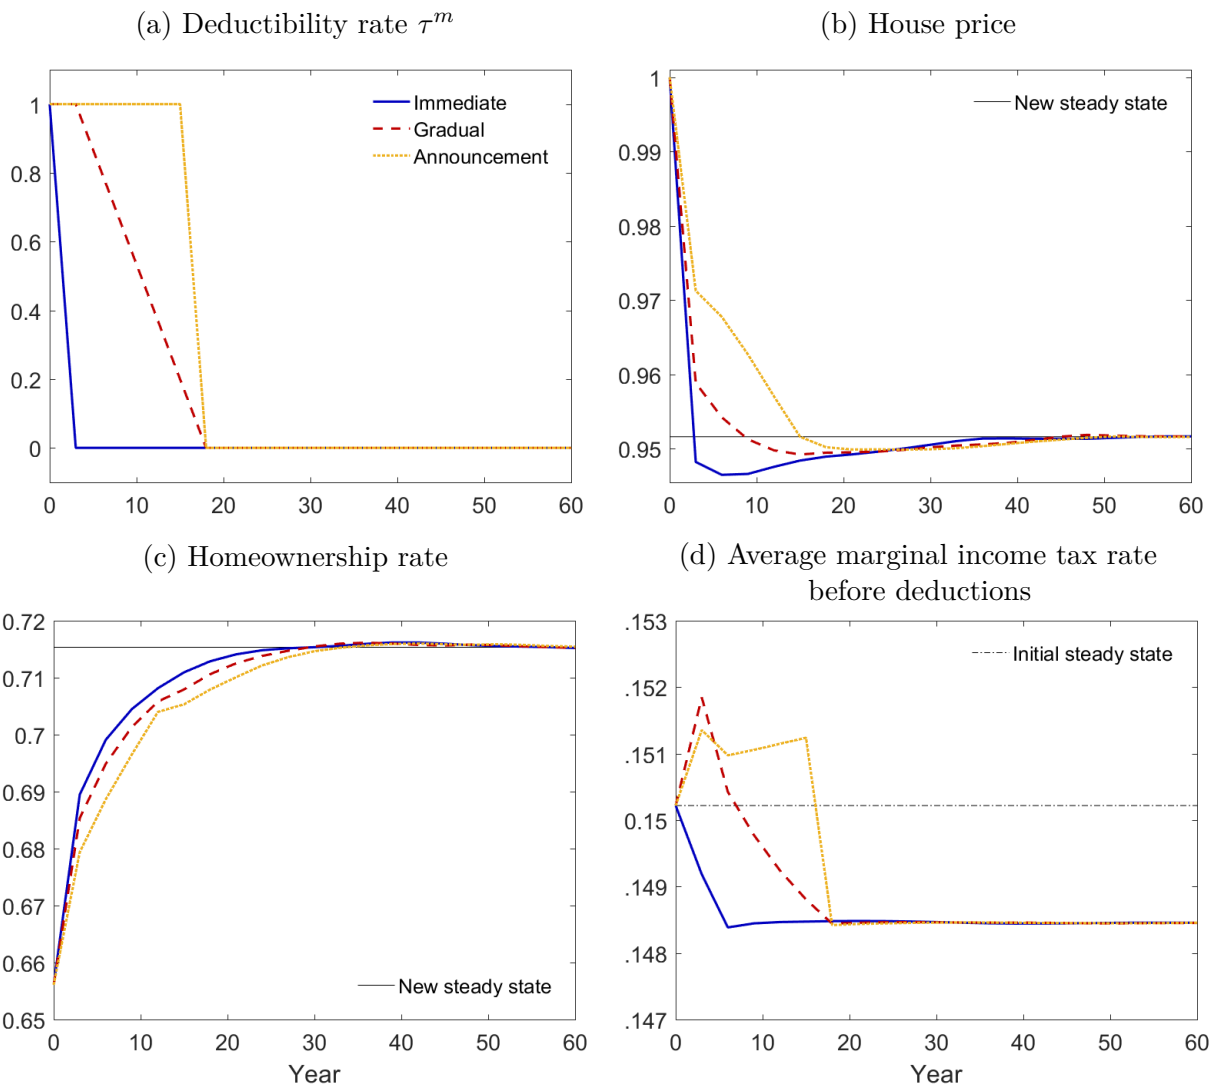 (a) Deductibility rate τ^m
1
0.8
0.6
0.4
0.2
0
0 10 20 30 40 50 60
Immediate
Gradual
Announcement
(b) House price
1
0.99
0.98
0.97
0.96
0.95
0 10 20 30 40 50 60
New steady state
(c) Homeownership rate
0.72
0.71
0.7
0.69
0.68
0.67
0.66
0.65
0 10 20 30 40 50 60
New steady state
Year
(d) Average marginal income tax rate
before deductions
.153
.152
.151
0.15
.149
.148
.147
0 10 20 30 40 50 60
Initial steady state
Year